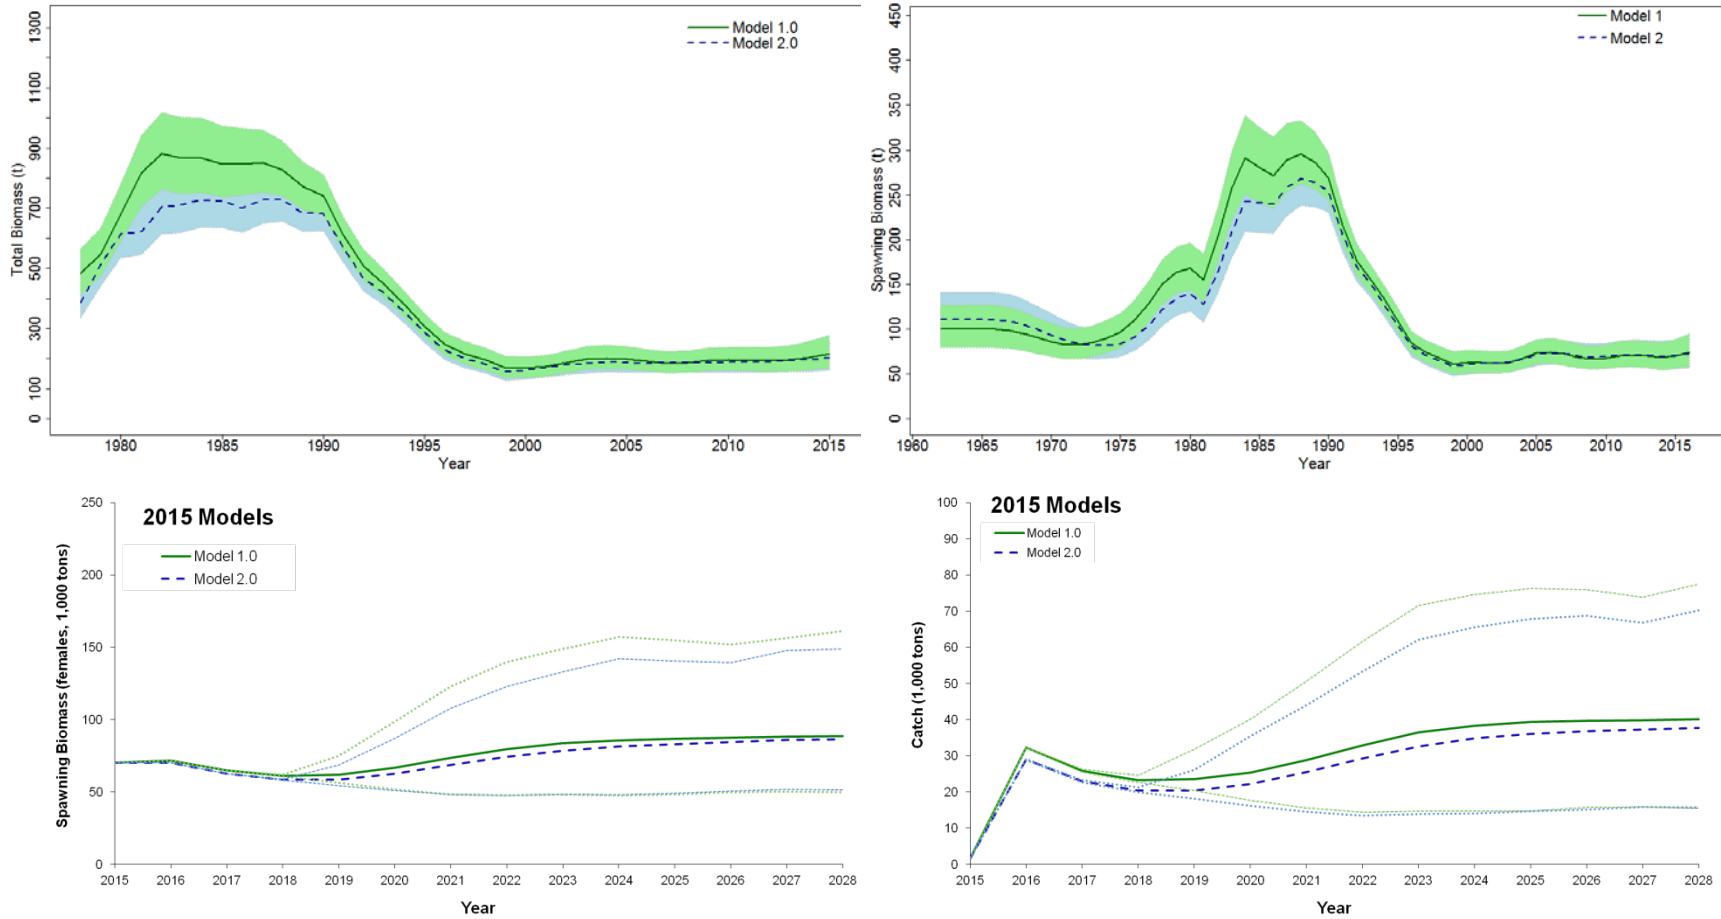 Total Biomass (t)
0 100 300 500 700 900 1100 1300
Model 1.0
Model 2.0
1980 1985 1990 1995 2000 2005 2010 2015
Year
Spawning Biomass (t)
0 50 100 150 200 250 300 350 400 450
Model 1
Model 2
1960 1965 1970 1975 1980 1985 1990 1995 2000 2005 2010 2015
Year
2015 Models
Model 1.0
Model 2.0
Spawning Biomass (females, 1,000 tons)
250
200
150
100
50
0
2015 2016 2017 2018 2019 2020 2021 2022 2023 2024 2025 2026 2027 2028
Year
2015 Models
Model 1.0
Model 2.0
Catch (1,000 tons)
100
90
80
70
60
50
40
30
20
10
0
2015 2016 2017 2018 2019 2020 2021 2022 2023 2024 2025 2026 2027 2028
Year